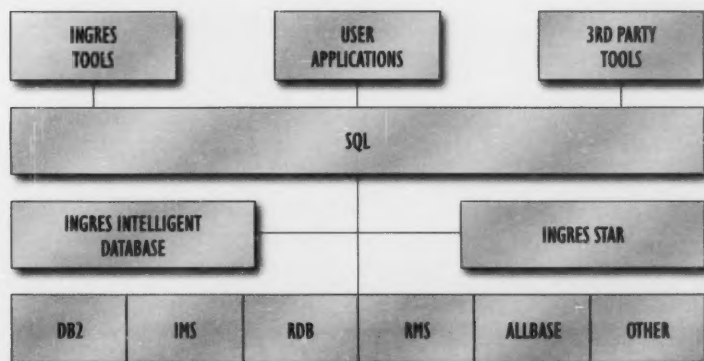 INGRES
TOOLS
USER
APPLICATIONS
3RD PARTY
TOOLS
SQL
INGRES INTELLIGENT
DATABASE
INGRES STAR
DB2
IMS
RDB
RMS
ALLBASE
OTHER